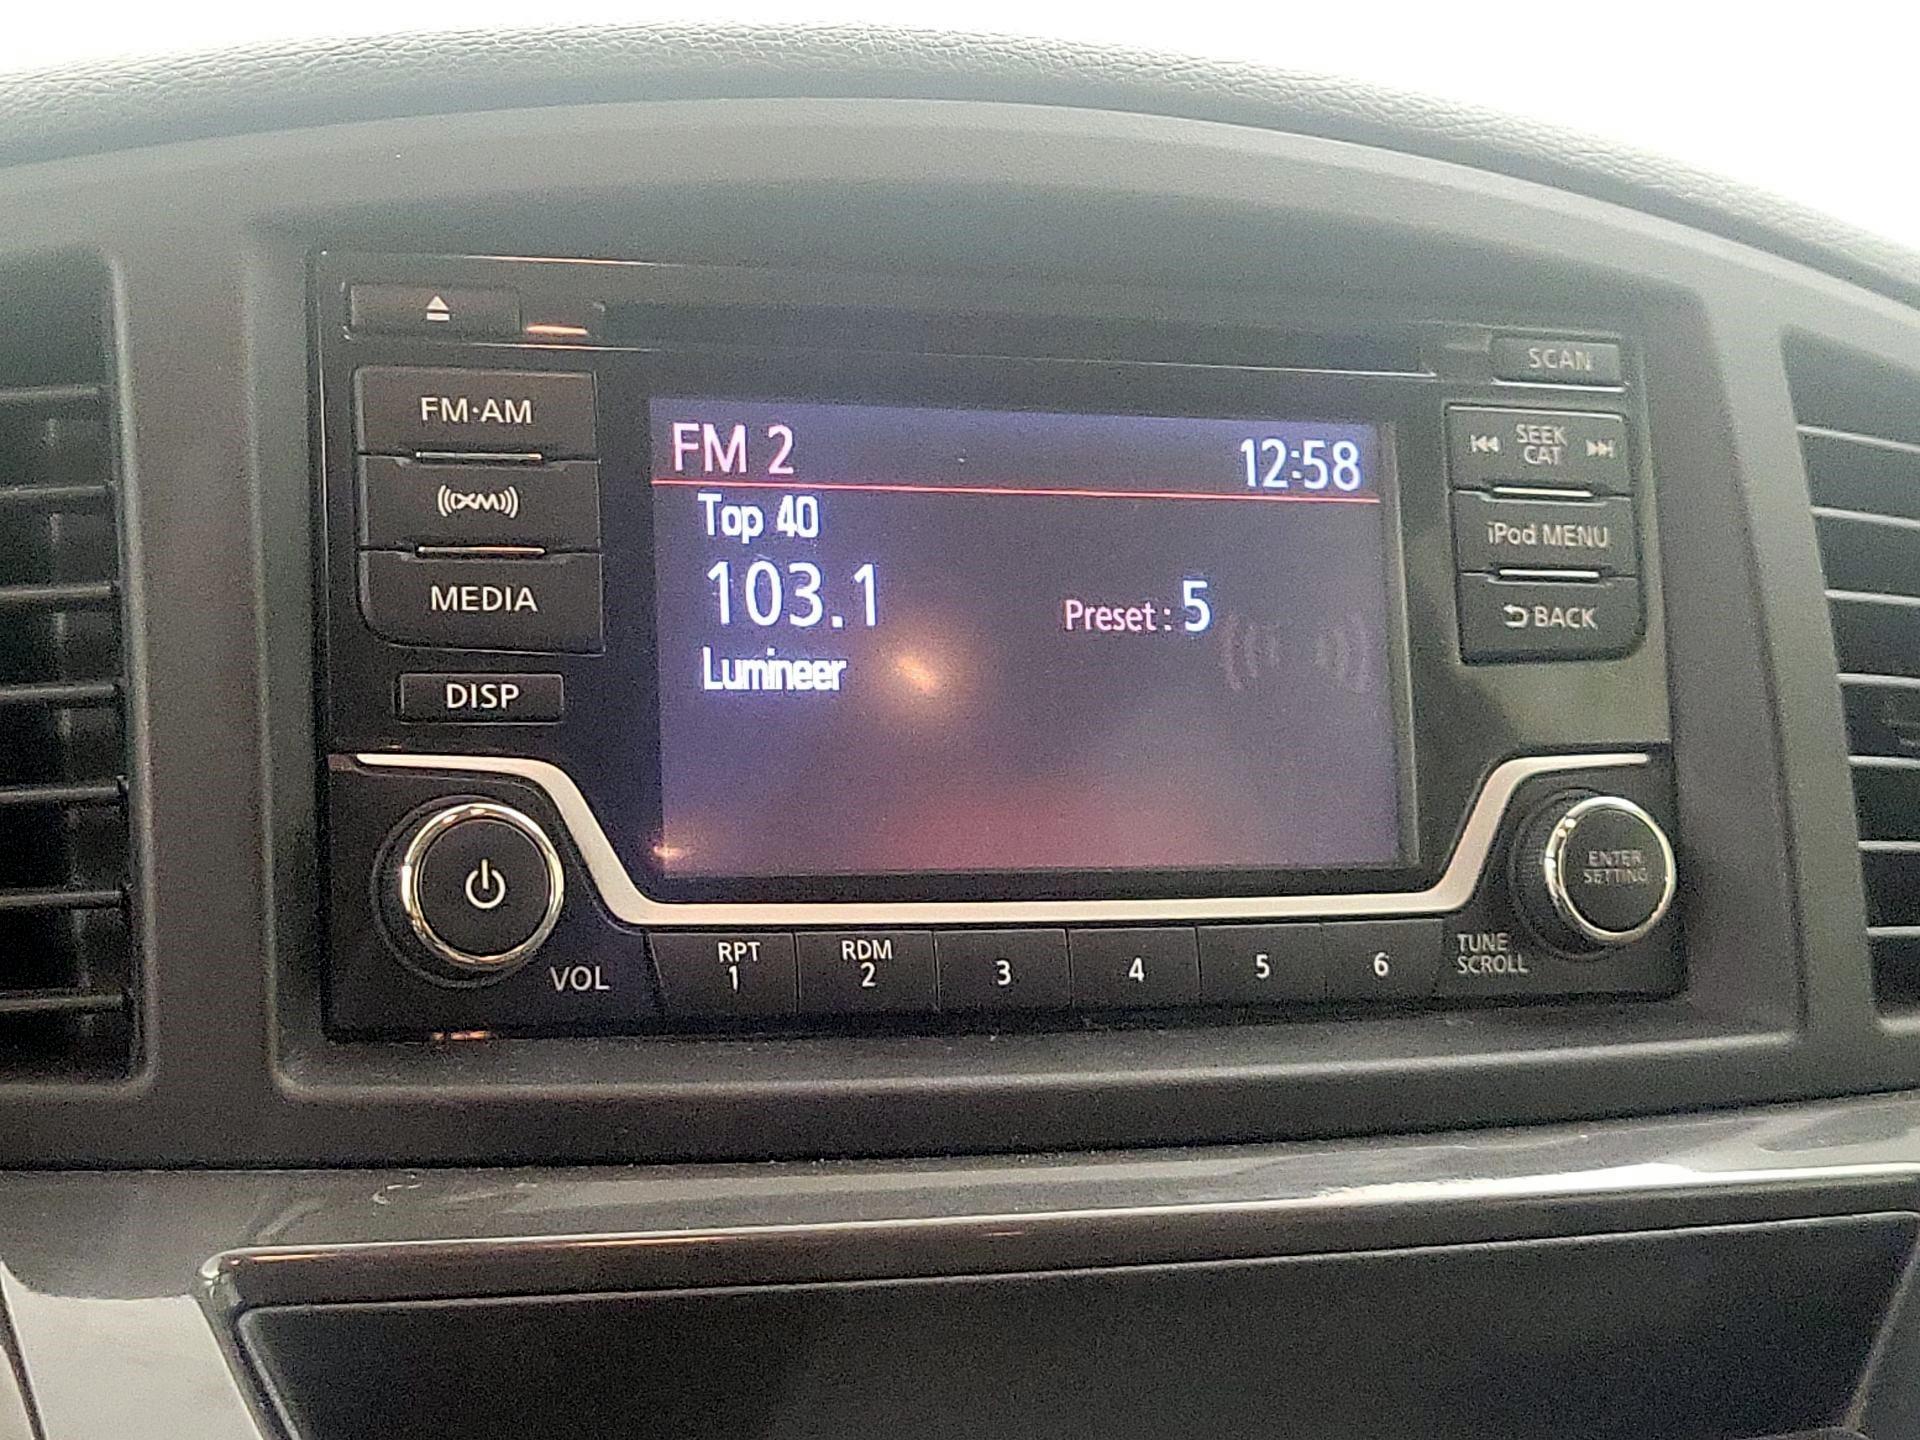 SCAN
FM·AM
XM
MEDIA
DISP
FM 2 12:58
Top 40
103.1
Preset: 5
Lumineer
SEEK
CAT
iPod MENU
BACK
VOL
RPT
1
RDM
2
3
4
5
6
TUNE
SCROLL
ENTER
SETTING